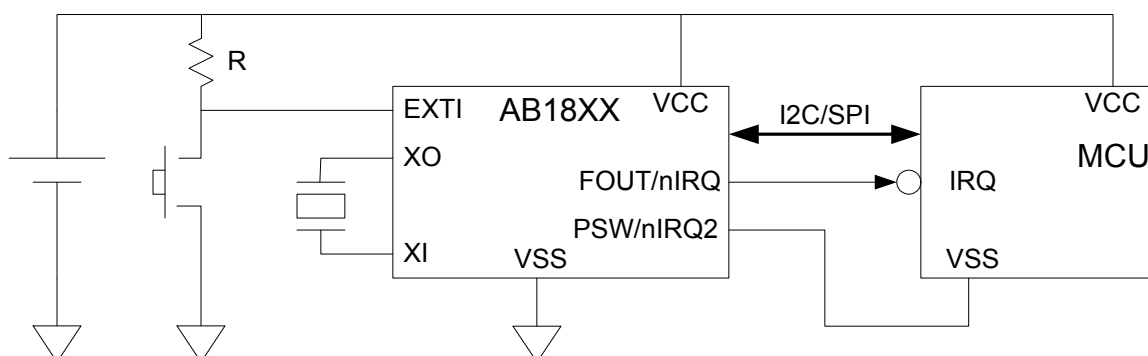 R
EXTI
AB18XX
VCC
I2C/SPI
VCC
XO
MCU
FOUT/nIRQ
IRQ
PSW/nIRQ2
XI
VSS
VSS